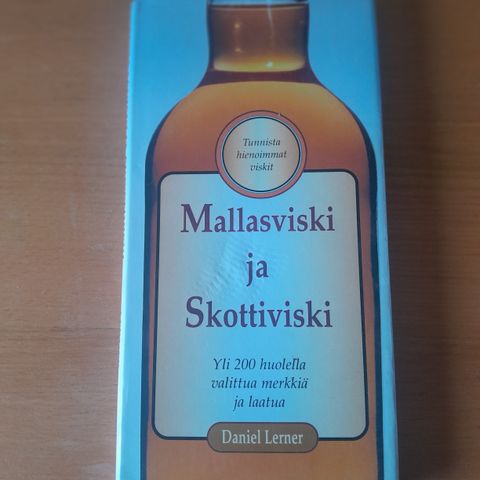 Tunnista
hienoimmat
viskit
Mallasviski
ja
Skottiviski
Yli 200 huolella
valittua merkkiä
ja laatua
Daniel Lerner